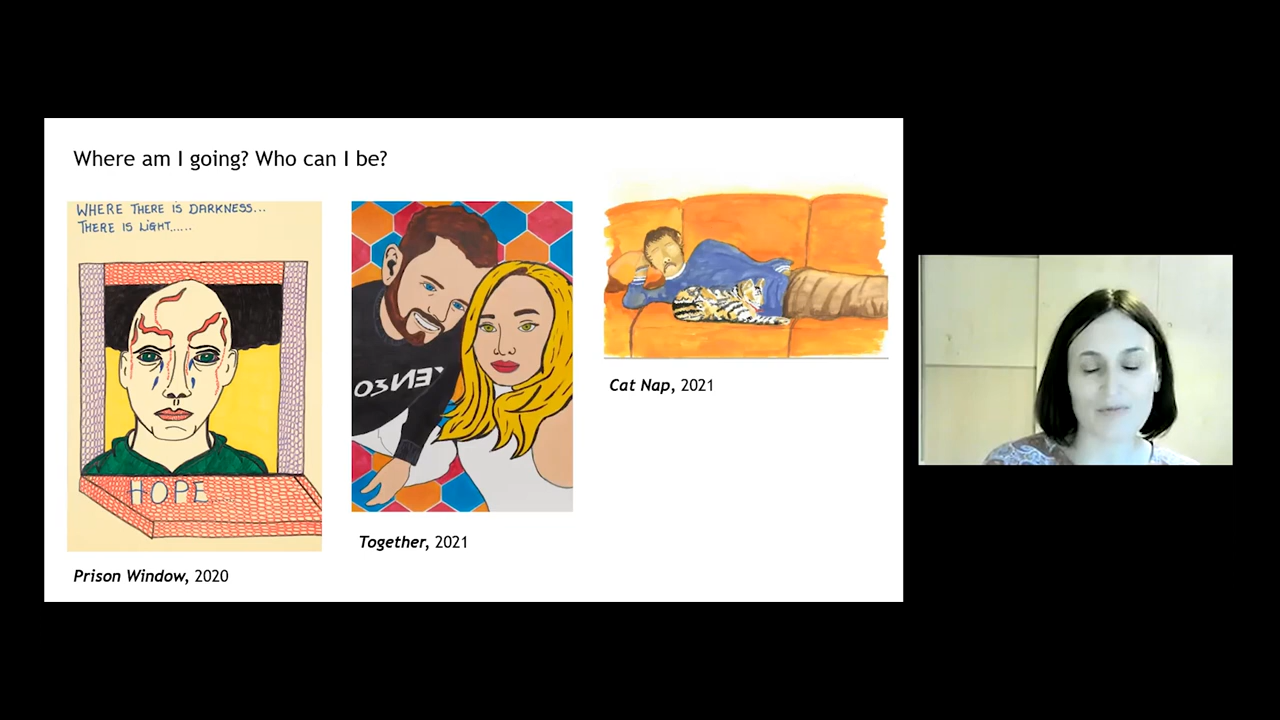 Where am I going? Who can I be?
WHERE THERE IS DARKNESS...
THERE IS LIGHT.....
HOPE...
KENZO
Cat Nap, 2021
Together, 2021
Prison Window, 2020